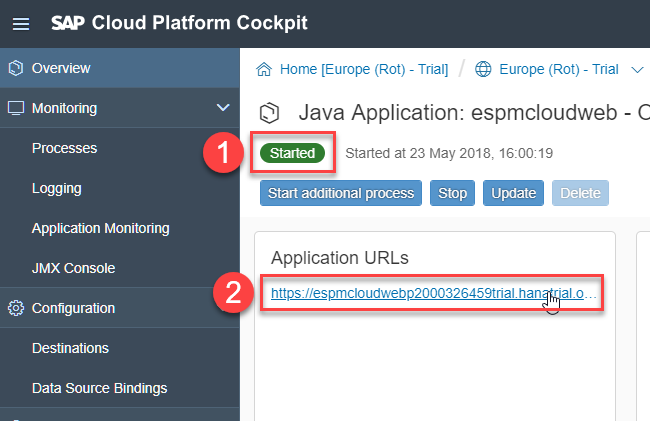 SAP Cloud Platform Cockpit
Overview
Home [Europe (Rot) - Trial] / Europe (Rot) - Trial
Monitoring
Java Application: espmcloudweb - O
Processes
1
Started
Started at 23 May 2018, 16:00:19
Logging
Start additional process
Stop
Update
Delete
Application Monitoring
Application URLs
JMX Console
2
https://espmcloudwebp2000326459trial.hanatrial.o...
Configuration
Destinations
Data Source Bindings